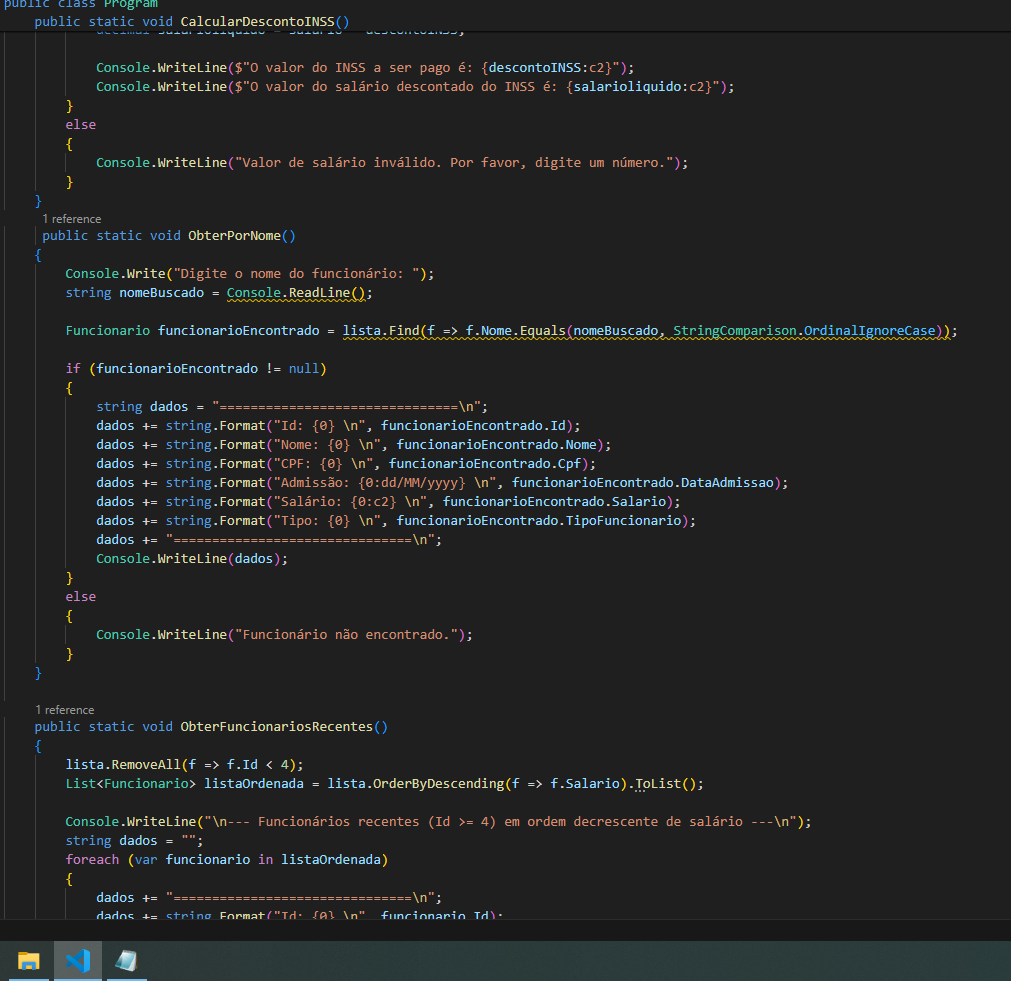 public class Program
public static void CalcularDescontoINSS()
decimal salarioliquido = salario - descontoINSS;
Console.WriteLine($"O valor do INSS a ser pago é: {descontoINSS:c2}");
Console.WriteLine($"O valor do salário descontado do INSS é: {salarioliquido:c2}");
}
else
{
Console.WriteLine("Valor de salário inválido. Por favor, digite um número.");
}
}
1 reference
public static void ObterPorNome()
{
Console.Write("Digite o nome do funcionário: ");
string nomeBuscado = Console.ReadLine();
Funcionario funcionarioEncontrado = lista.Find(f => f.Nome.Equals(nomeBuscado, StringComparison.OrdinalIgnoreCase));
if (funcionarioEncontrado != null)
{
string dados = "===============================\n";
dados += string.Format("Id: {0} \n", funcionarioEncontrado.Id);
dados += string.Format("Nome: {0} \n", funcionarioEncontrado.Nome);
dados += string.Format("CPF: {0} \n", funcionarioEncontrado.Cpf);
dados += string.Format("Admissão: {0:dd/MM/yyyy} \n", funcionarioEncontrado.DataAdmissao);
dados += string.Format("Salário: {0:c2} \n", funcionarioEncontrado.Salario);
dados += string.Format("Tipo: {0} \n", funcionarioEncontrado.TipoFuncionario);
dados += "===============================\n";
Console.WriteLine(dados);
}
else
{
Console.WriteLine("Funcionário não encontrado.");
}
}
1 reference
public static void ObterFuncionariosRecentes()
{
lista.RemoveAll(f => f.Id < 4);
List<Funcionario> listaOrdenada = lista.OrderByDescending(f => f.Salario).ToList();
Console.WriteLine("\n--- Funcionários recentes (Id >= 4) em ordem decrescente de salário ---\n");
string dados = "";
foreach (var funcionario in listaOrdenada)
{
dados += "===============================\n";
dados += string.Format("Id: {0} \n", funcionario.Id);